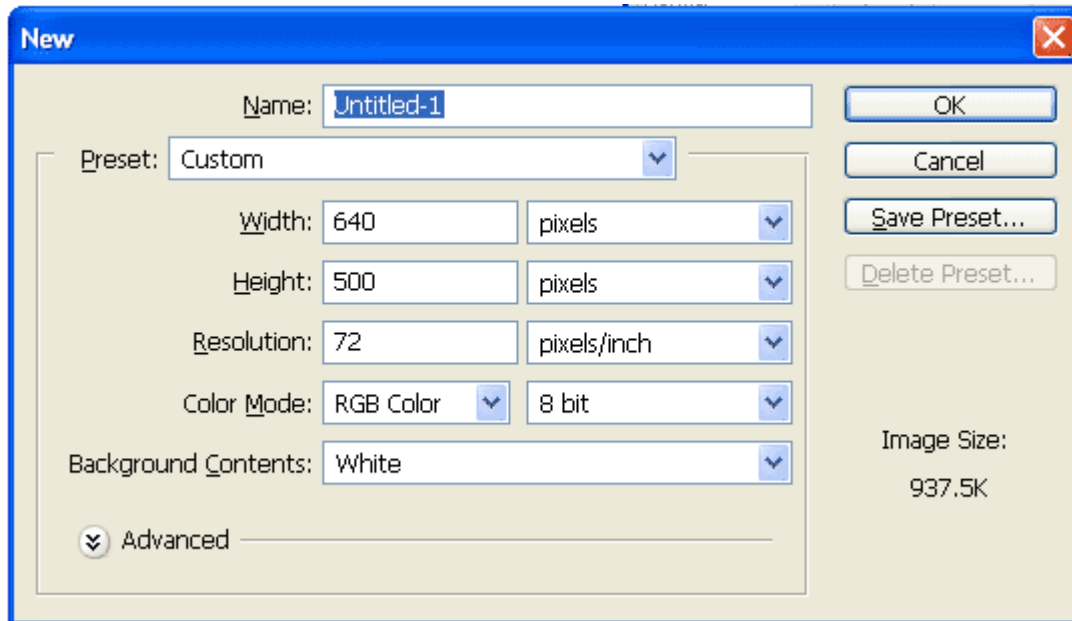 New
Name: Untitled-1
OK
Preset: Custom
Cancel
Width: 640 pixels
Save Preset...
Height: 500 pixels
Delete Preset...
Resolution: 72 pixels/inch
Color Mode: RGB Color 8 bit
Image Size:
Background Contents: White
937.5K
Advanced